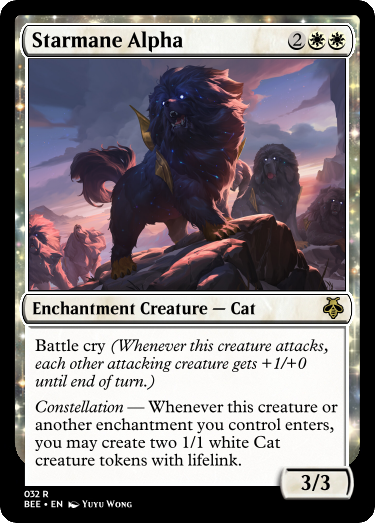 Starmane Alpha 2
Enchantment Creature — Cat
Battle cry (Whenever this creature attacks,
each other attacking creature gets +1/+0
until end of turn.)
Constellation — Whenever this creature or
another enchantment you control enters,
you may create two 1/1 white Cat
creature tokens with lifelink.
3/3
032 R
BEE • EN Yuyu Wong